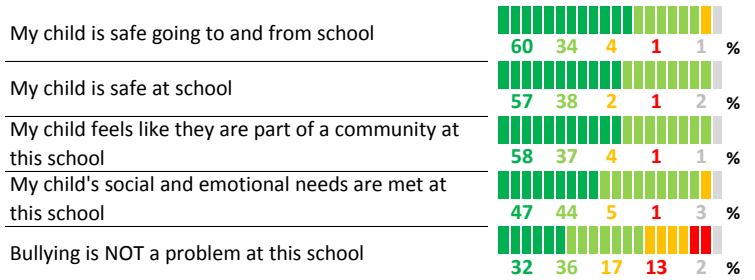 My child is safe going to and from school
60 34 4 1 1 %
My child is safe at school
57 38 2 1 2 %
My child feels like they are part of a community at
this school
58 37 4 1 1 %
My child's social and emotional needs are met at
this school
47 44 5 1 3 %
Bullying is NOT a problem at this school
32 36 17 13 2 %